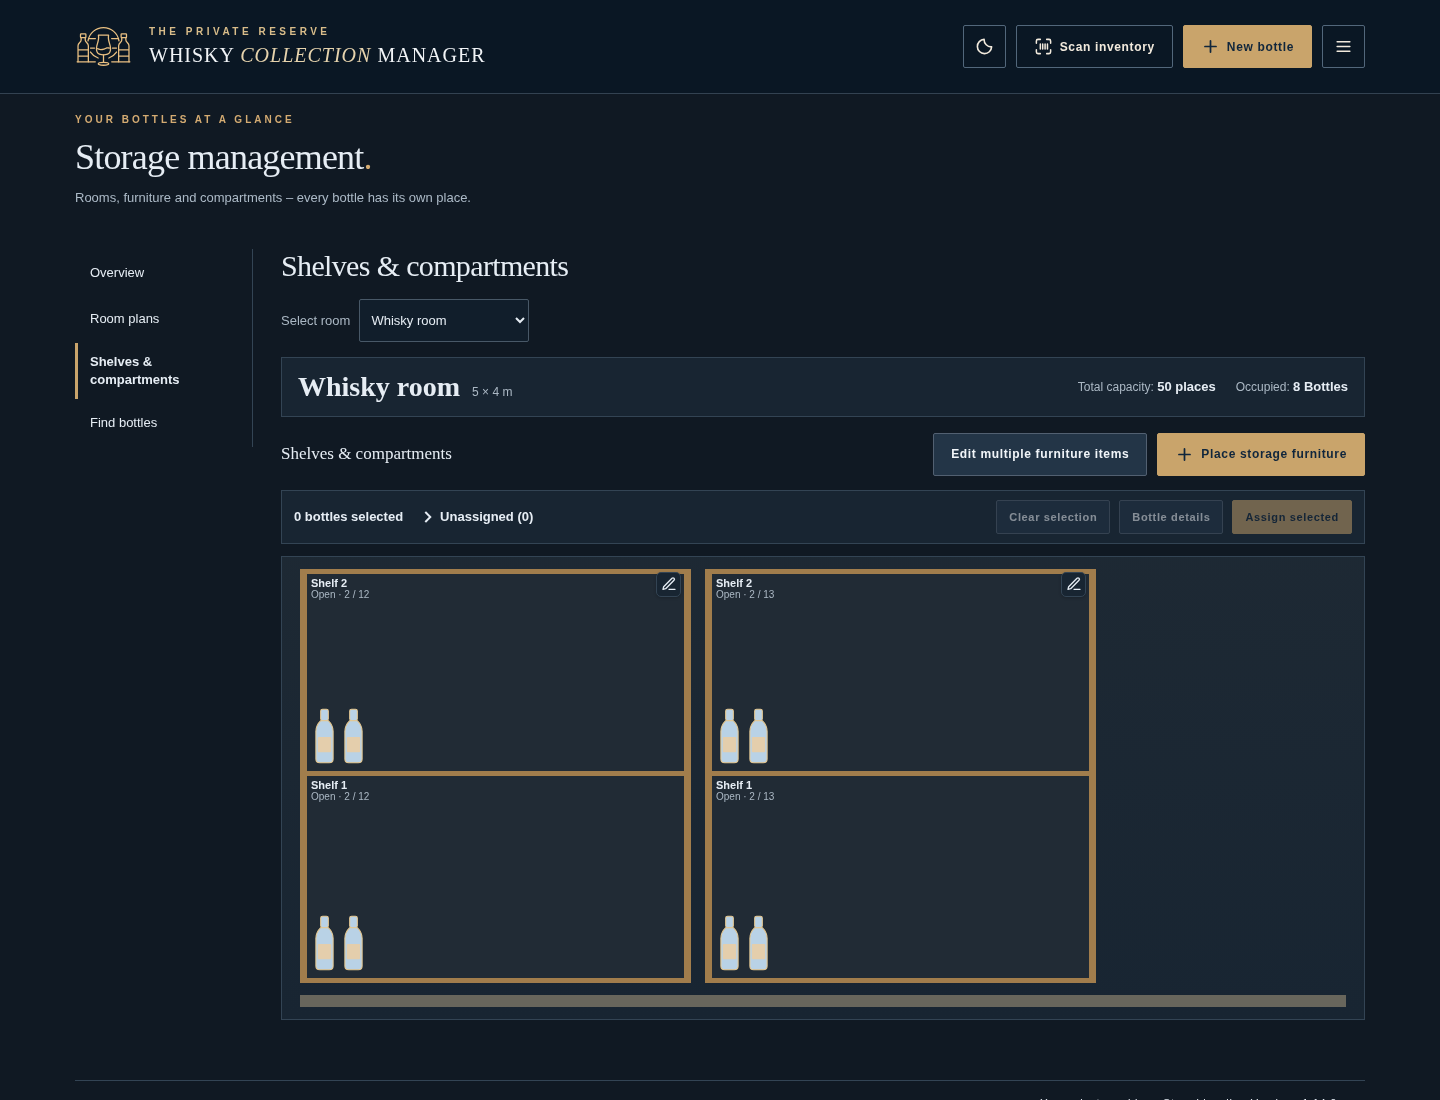 THE PRIVATE RESERVE
WHISKY COLLECTION MANAGER
Scan inventory
New bottle
YOUR BOTTLES AT A GLANCE
Storage management.
Rooms, furniture and compartments – every bottle has its own place.
Overview
Room plans
Shelves &
compartments
Find bottles
Shelves & compartments
Select room
Whisky room
Whisky room
5 × 4 m
Total capacity: 50 places
Occupied: 8 Bottles
Shelves & compartments
Edit multiple furniture items
Place storage furniture
0 bottles selected
Unassigned (0)
Clear selection
Bottle details
Assign selected
Shelf 2
Open · 2 / 12
Shelf 2
Open · 2 / 13
Shelf 1
Open · 2 / 12
Shelf 1
Open · 2 / 13